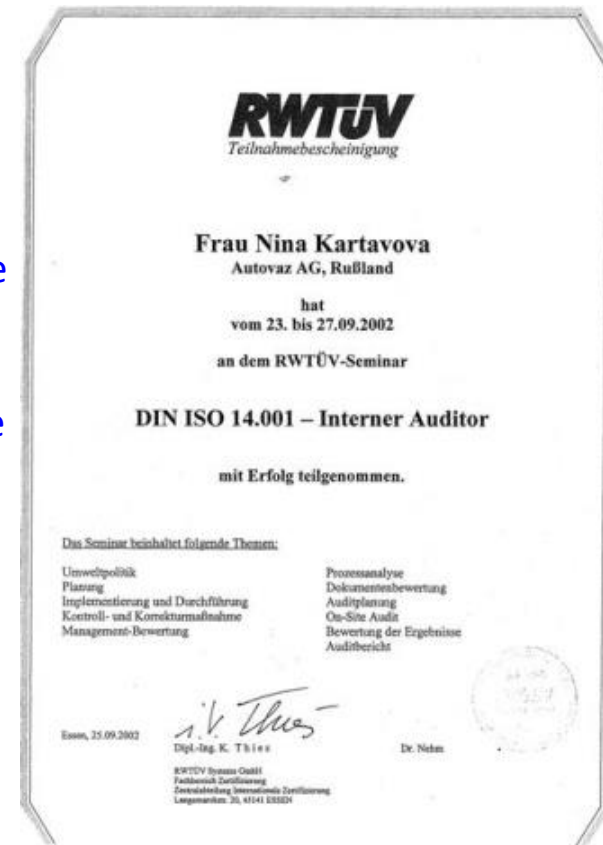 e
e
RWTÜV
Teilnahmebescheinigung
Frau Nina Kartavova
Autovaz AG, Rußland
hat
vom 23. bis 27.09.2002
an dem RWTÜV-Seminar
DIN ISO 14.001 – Interner Auditor
mit Erfolg teilgenommen.
Das Seminar beinhaltet folgende Themen:
Umweltpolitik
Planung
Implementierung und Durchführung
Kontroll- und Korrekturmaßnahme
Management-Bewertung
Prozessanalyse
Dokumentenbewertung
Auditplanung
On-Site Audit
Bewertung der Ergebnisse
Auditbericht
Essen, 25.09.2002
i.V. Thies
Dipl.-Ing. K. Thies
Dr. Nehm
RWTÜV Systems GmbH
Fachbereich Zertifizierung
Zentralabteilung Internationale Zertifizierung
Langemarckstr. 20, 45141 ESSEN